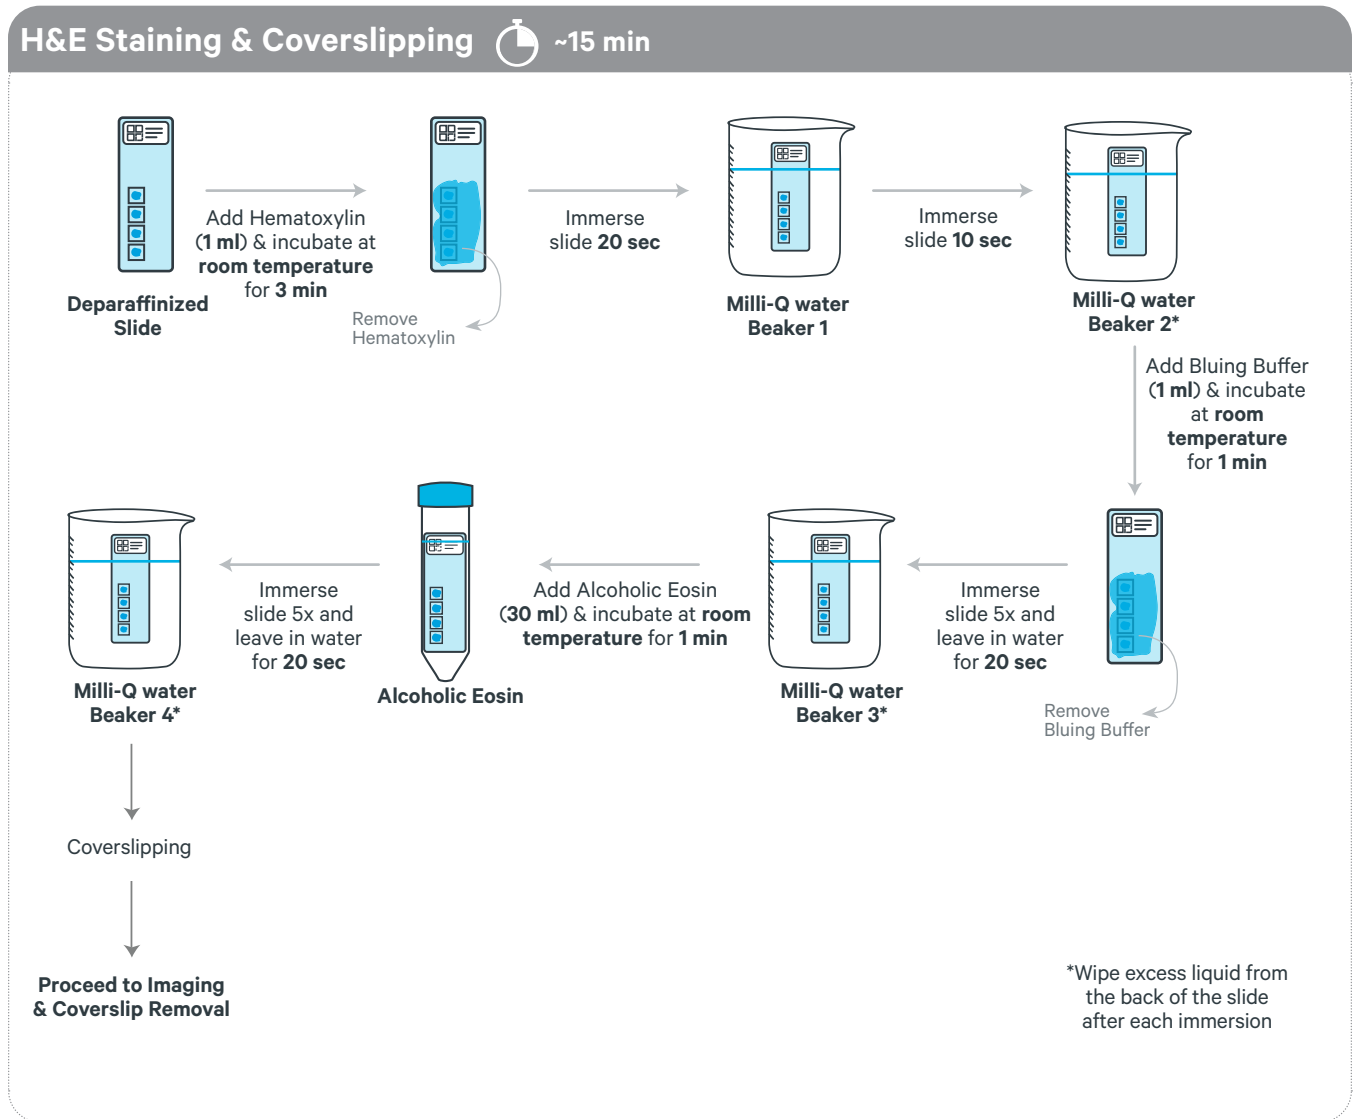 H&E Staining & Coverslipping ~15 min
Add Hematoxylin
(1 ml) & incubate at
room temperature
for 3 min
Deparaffinized
Slide
Remove
Hematoxylin
Immerse
slide 20 sec
Milli-Q water
Beaker 1
Immerse
slide 10 sec
Milli-Q water
Beaker 2*
Add Bluing Buffer
(1 ml) & incubate
at room
temperature
for 1 min
Remove
Bluing Buffer
Immerse
slide 5x and
leave in water
for 20 sec
Milli-Q water
Beaker 3*
Add Alcoholic Eosin
(30 ml) & incubate at room
temperature for 1 min
Alcoholic Eosin
Immerse
slide 5x and
leave in water
for 20 sec
Milli-Q water
Beaker 4*
Coverslipping
Proceed to Imaging
& Coverslip Removal
*Wipe excess liquid from
the back of the slide
after each immersion